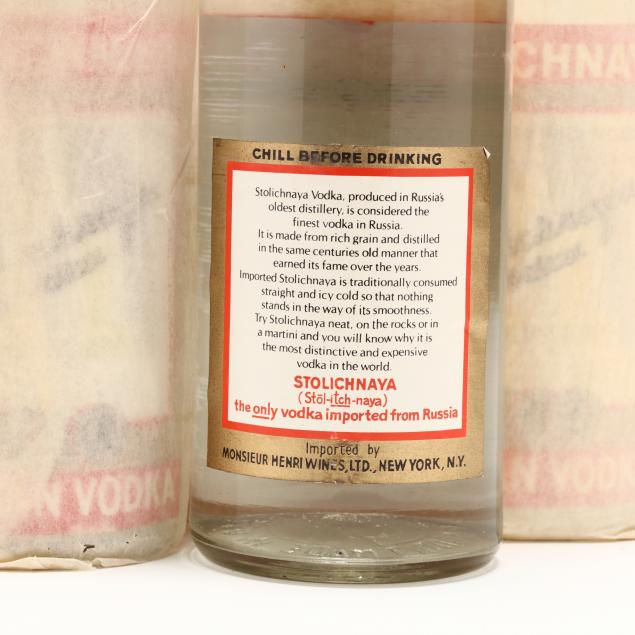 CHILL BEFORE DRINKING
Stolichnaya Vodka, produced in Russia's
oldest distillery, is considered the
finest vodka in Russia.
It is made from rich grain and distilled
in the same centuries old manner that
earned its fame over the years.
Imported Stolichnaya is traditionally consumed
straight and icy cold so that nothing
stands in the way of its smoothness.
Try Stolichnaya neat, on the rocks or in
a martini and you will know why it is
the most distinctive and expensive
vodka in the world.
STOLICHNAYA
(Stōl-itch-naya)
the only vodka imported from Russia
Imported by
MONSIEUR HENRI WINES, LTD., NEW YORK, N.Y.
N VODKA
CHNAY
VODK